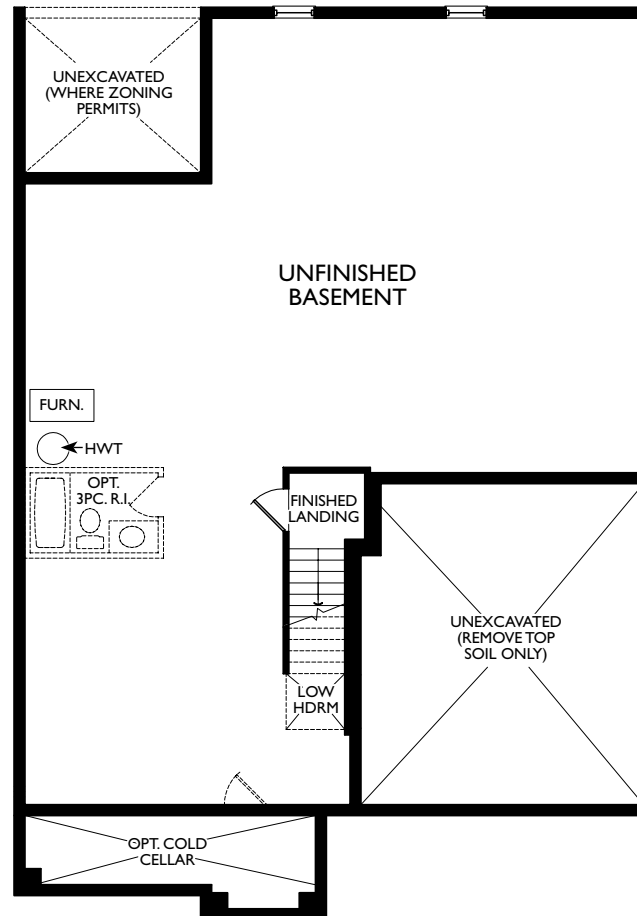 UNEXCAVATED
(WHERE ZONING
PERMITS)
UNFINISHED
BASEMENT
FURN.
HWT
OPT.
3PC. R.I.
FINISHED
LANDING
UNEXCAVATED
(REMOVE TOP
SOIL ONLY)
LOW
HDRM
OPT. COLD
CELLAR